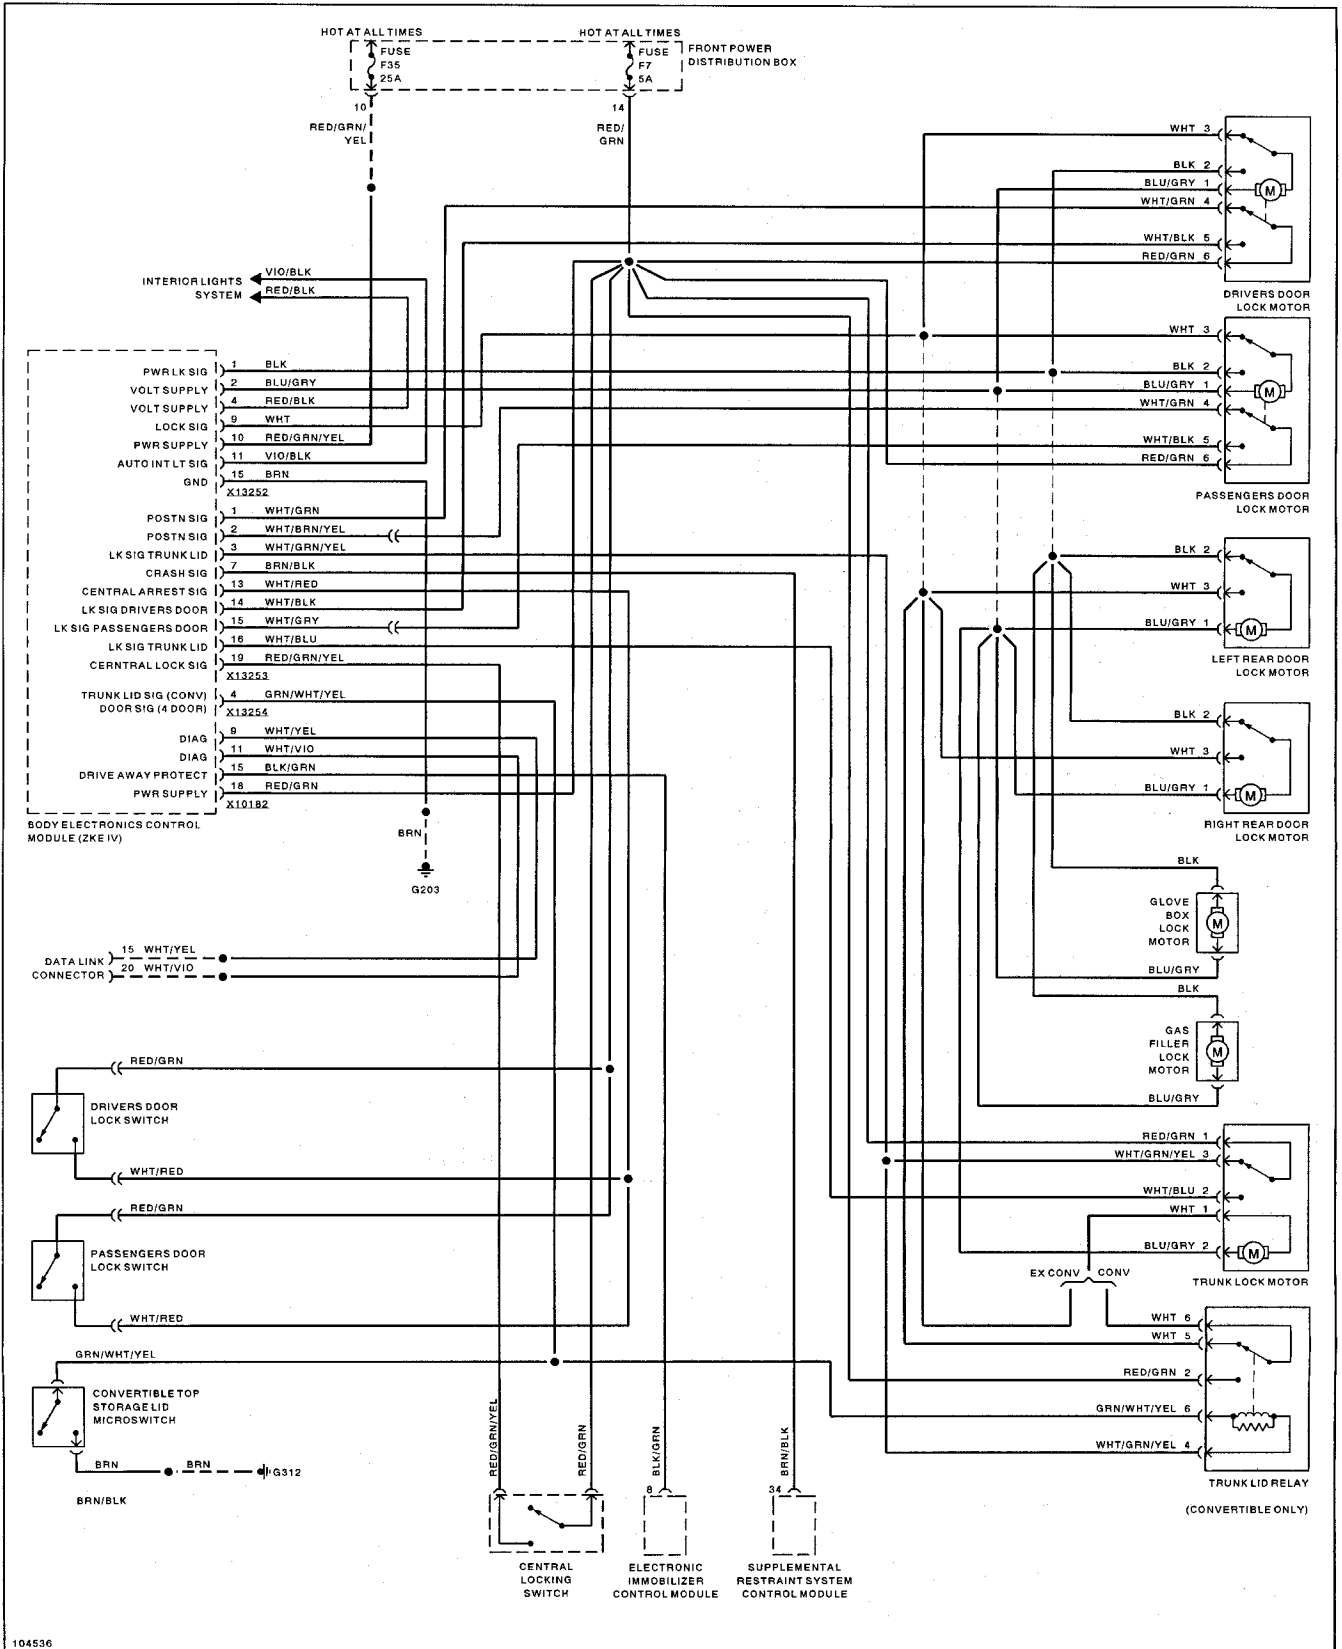 HOT AT ALL TIMES
HOT AT ALL TIMES
FUSE
F35
25A
FUSE
F7
5A
FRONT POWER
DISTRIBUTION BOX
10
RED/GRN/
YEL
14
RED/
GRN
WHT 3
BLK 2
BLU/GRY 1
WHT/GRN 4
WHT/BLK 5
RED/GRN 6
M
DRIVERS DOOR
LOCK MOTOR
INTERIOR LIGHTS
SYSTEM
VIO/BLK
RED/BLK
WHT 3
BLK 2
BLU/GRY 1
WHT/GRN 4
WHT/BLK 5
RED/GRN 6
M
PASSENGERS DOOR
LOCK MOTOR
PWR LK SIG 1 BLK
VOLT SUPPLY 2 BLU/GRY
VOLT SUPPLY 4 RED/BLK
LOCK SIG 9 WHT
PWR SUPPLY 10 RED/GRN/YEL
AUTO INT LT SIG 11 VIO/BLK
GND 15 BRN
X13252
POSTN SIG 1 WHT/GRN
POSTN SIG 2 WHT/BRN/YEL
LK SIG TRUNK LID 3 WHT/GRN/YEL
CRASH SIG 7 BRN/BLK
CENTRAL ARREST SIG 13 WHT/RED
LK SIG DRIVERS DOOR 14 WHT/BLK
LK SIG PASSENGERS DOOR 15 WHT/GRY
LK SIG TRUNK LID 16 WHT/BLU
CERNTRAL LOCK SIG 19 RED/GRN/YEL
X13253
TRUNK LID SIG (CONV)
DOOR SIG (4 DOOR)
4 GRN/WHT/YEL
X13254
DIAG 9 WHT/YEL
DIAG 11 WHT/VIO
DRIVE AWAY PROTECT 15 BLK/GRN
PWR SUPPLY 18 RED/GRN
X10182
BODY ELECTRONICS CONTROL
MODULE (ZKE IV)
BRN
G203
BLK 2
WHT 3
BLU/GRY 1
M
LEFT REAR DOOR
LOCK MOTOR
BLK 2
WHT 3
BLU/GRY 1
M
RIGHT REAR DOOR
LOCK MOTOR
BLK
GLOVE
BOX
LOCK
MOTOR
M
BLU/GRY
BLK
GAS
FILLER
LOCK
MOTOR
M
BLU/GRY
DATA LINK
CONNECTOR
15 WHT/YEL
20 WHT/VIO
RED/GRN
DRIVERS DOOR
LOCK SWITCH
WHT/RED
RED/GRN
PASSENGERS DOOR
LOCK SWITCH
WHT/RED
GRN/WHT/YEL
CONVERTIBLE TOP
STORAGE LID
MICROSWITCH
BRN
BRN
G312
BRN/BLK
RED/GRN 1
WHT/GRN/YEL 3
WHT/BLU 2
WHT 1
BLU/GRY 2
M
TRUNK LOCK MOTOR
EX CONV
CONV
WHT 6
WHT 5
RED/GRN 2
GRN/WHT/YEL 6
WHT/GRN/YEL 4
TRUNK LID RELAY
(CONVERTIBLE ONLY)
RED/GRN/YEL
RED/GRN
BLK/GRN
BRN/BLK
8
34
CENTRAL
LOCKING
SWITCH
ELECTRONIC
IMMOBILIZER
CONTROL MODULE
SUPPLEMENTAL
RESTRAINT SYSTEM
CONTROL MODULE
104536